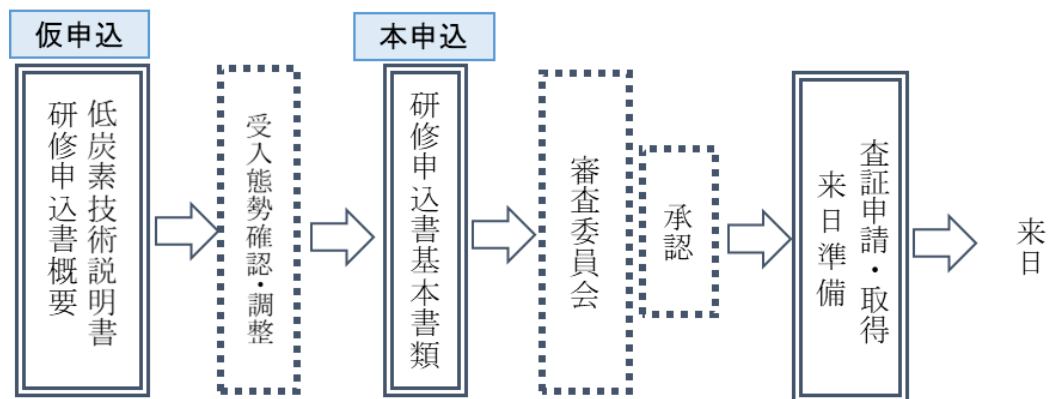 仮申込
低炭素技術説明書
研修申込書概要
受入態勢確認・調整
本申込
研修申込書基本書類
審査委員会
承認
査証申請・取得
来日準備
来日